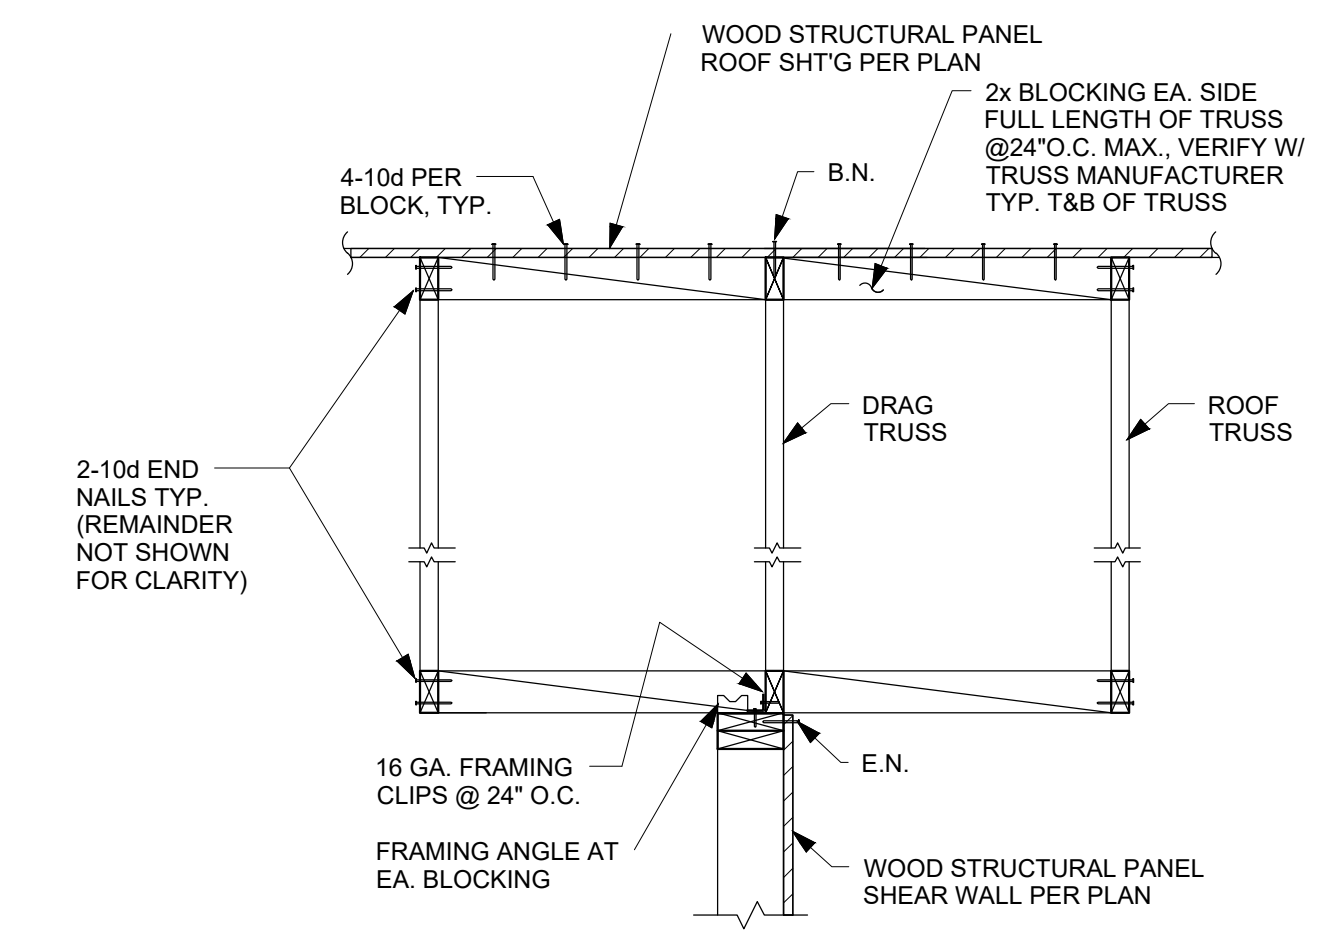 WOOD STRUCTURAL PANEL
ROOF SHT'G PER PLAN
2x BLOCKING EA. SIDE
FULL LENGTH OF TRUSS
@24"O.C. MAX., VERIFY W/
TRUSS MANUFACTURER
TYP. T&B OF TRUSS
B.N.
4-10d PER
BLOCK, TYP.
DRAG
TRUSS
ROOF
TRUSS
2-10d END
NAILS TYP.
(REMAINDER
NOT SHOWN
FOR CLARITY)
16 GA. FRAMING
CLIPS @ 24" O.C.
E.N.
FRAMING ANGLE AT
EA. BLOCKING
WOOD STRUCTURAL PANEL
SHEAR WALL PER PLAN